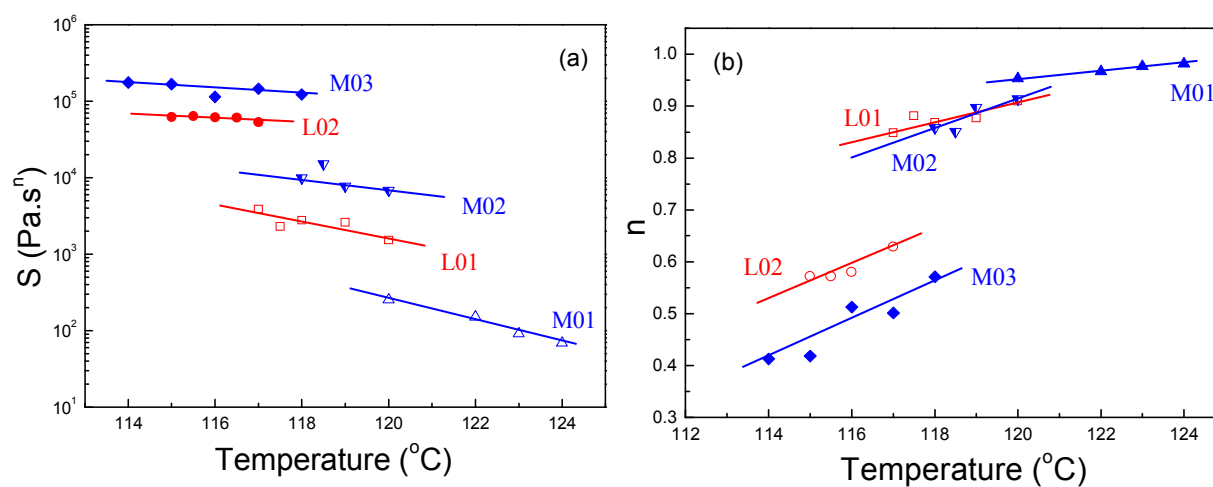 (a)
S (Pa.sⁿ)
10⁶
10⁵
10⁴
10³
10²
10¹
M03
L02
M02
L01
M01
114 116 118 120 122 124
Temperature (°C)
(b)
n
1.0
0.9
0.8
0.7
0.6
0.5
0.4
0.3
M01
L01
M02
L02
M03
112 114 116 118 120 122 124
Temperature (°C)